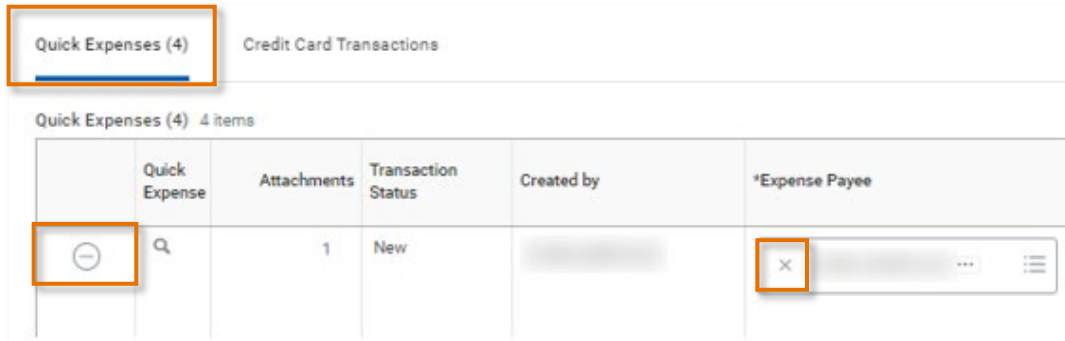 Quick Expenses (4) Credit Card Transactions
Quick Expenses (4) 4 items
Quick Expense Attachments Transaction Status Created by *Expense Payee
1 New